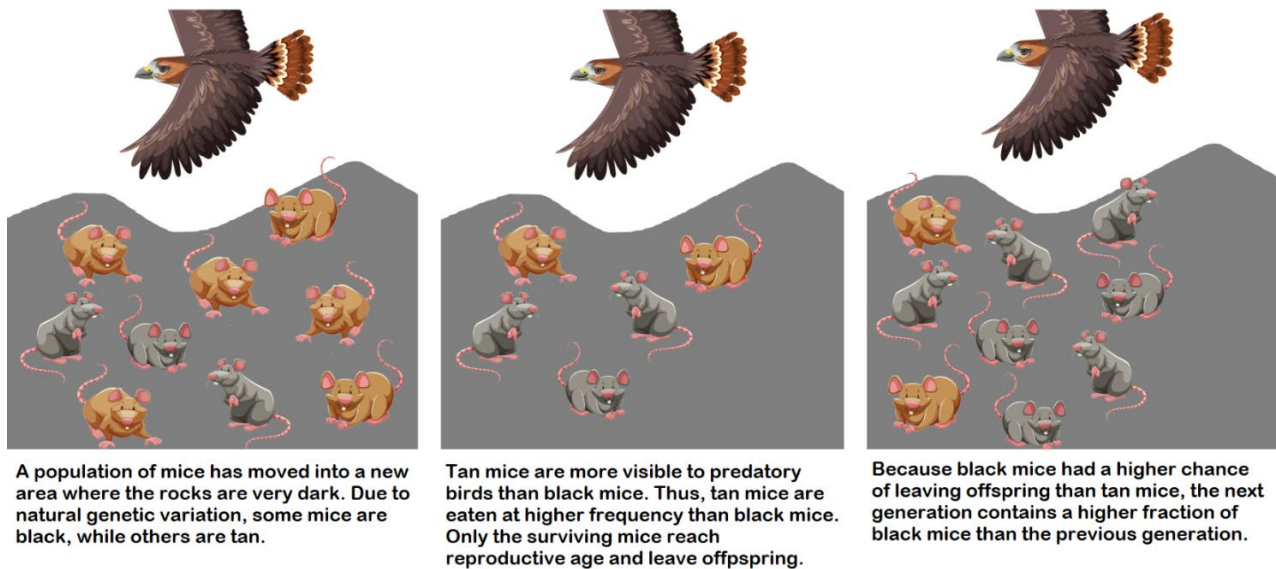 A population of mice has moved into a new
area where the rocks are very dark. Due to
natural genetic variation, some mice are
black, while others are tan.
Tan mice are more visible to predatory
birds than black mice. Thus, tan mice are
eaten at higher frequency than black mice.
Only the surviving mice reach
reproductive age and leave offpspring.
Because black mice had a higher chance
of leaving offspring than tan mice, the next
generation contains a higher fraction of
black mice than the previous generation.